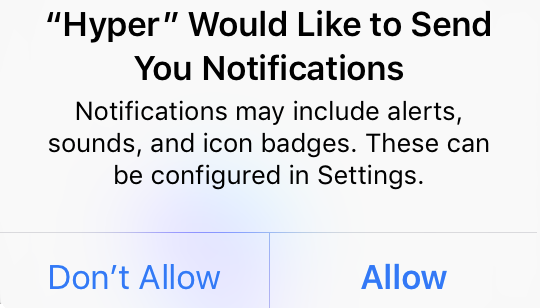 “Hyper” Would Like to Send
You Notifications
Notifications may include alerts,
sounds, and icon badges. These can
be configured in Settings.
Don’t Allow
Allow